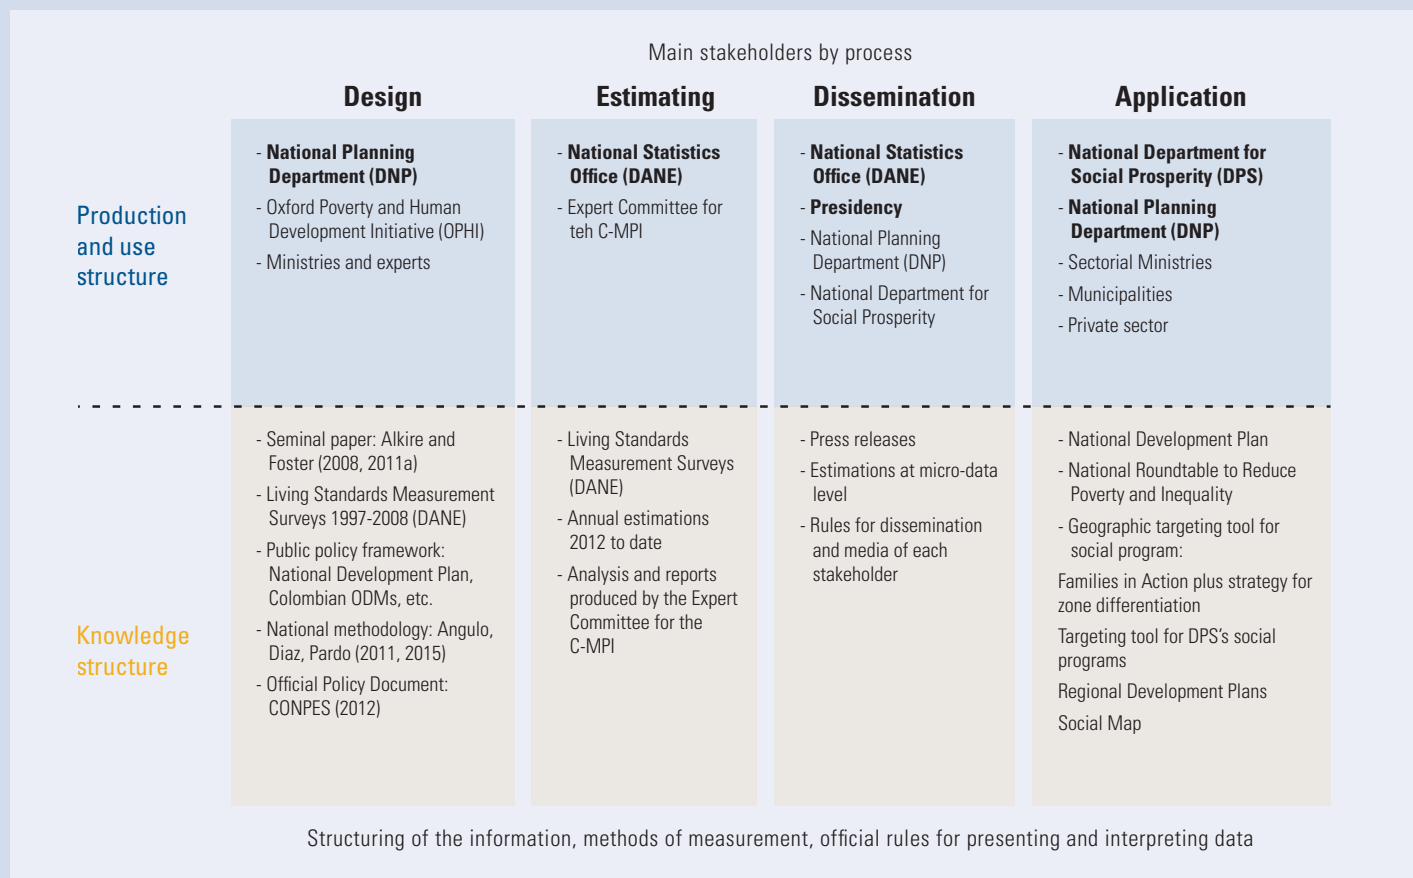 Main stakeholders by process
Design
Estimating
Dissemination
Application
Production
and use
structure
- National Planning
Department (DNP)
- Oxford Poverty and Human
Development Initiative (OPHI)
- Ministries and experts
- National Statistics
Office (DANE)
- Expert Committee for
teh C-MPI
- National Statistics
Office (DANE)
- Presidency
- National Planning
Department (DNP)
- National Department for
Social Prosperity
- National Department for
Social Prosperity (DPS)
- National Planning
Department (DNP)
- Sectorial Ministries
- Municipalities
- Private sector
Knowledge
structure
- Seminal paper: Alkire and
Foster (2008, 2011a)
- Living Standards Measurement
Surveys 1997-2008 (DANE)
- Public policy framework:
National Development Plan,
Colombian ODMs, etc.
- National methodology: Angulo,
Diaz, Pardo (2011, 2015)
- Official Policy Document:
CONPES (2012)
- Living Standards
Measurement Surveys
(DANE)
- Annual estimations
2012 to date
- Analysis and reports
produced by the Expert
Committee for the
C-MPI
- Press releases
- Estimations at micro-data
level
- Rules for dissemination
and media of each
stakeholder
- National Development Plan
- National Roundtable to Reduce
Poverty and Inequality
- Geographic targeting tool for
social program:
Families in Action plus strategy for
zone differentiation
Targeting tool for DPS's social
programs
Regional Development Plans
Social Map
Structuring of the information, methods of measurement, official rules for presenting and interpreting data